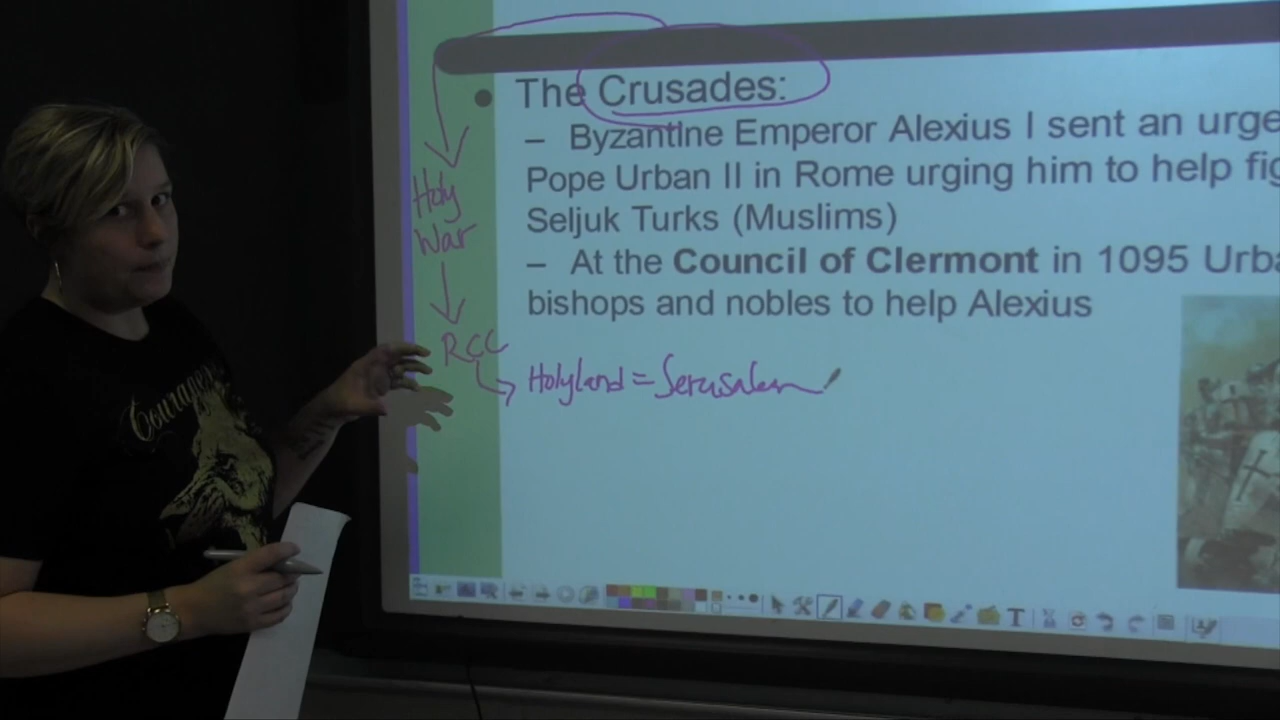 The Crusades:
– Byzantine Emperor Alexius I sent an urge
Pope Urban II in Rome urging him to help fig
Seljuk Turks (Muslims)
– At the Council of Clermont in 1095 Urba
bishops and nobles to help Alexius
Holy
War
RCC
Holyland = Jerusalem
Courage
T